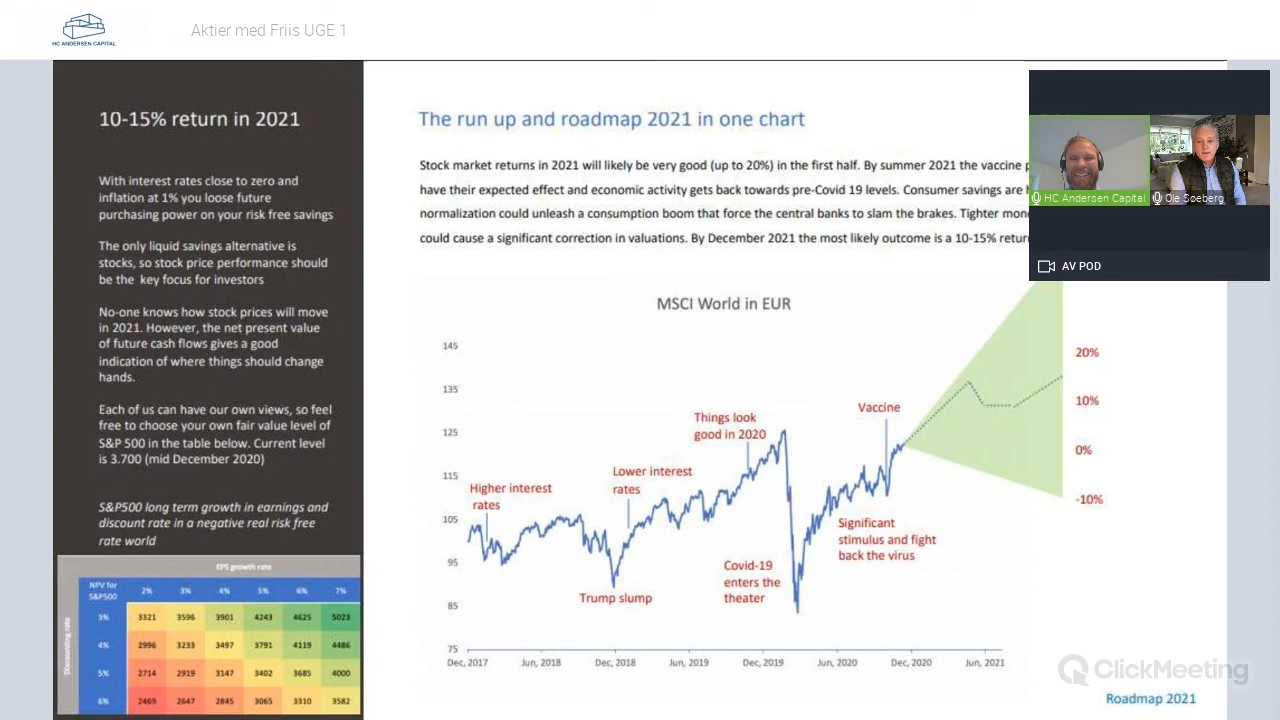 HC ANDERSEN CAPITAL
Aktier med Friis UGE 1
10-15% return in 2021
With interest rates close to zero and
inflation at 1% you loose future
purchasing power on your risk free savings
The only liquid savings alternative is
stocks, so stock price performance should
be the key focus for investors
No-one knows how stock prices will move
in 2021. However, the net present value
of future cash flows gives a good
indication of where things should change
hands.
Each of us can have our own views, so feel
free to choose your own fair value level of
S&P 500 in the table below. Current level
is 3.700 (mid December 2020)
S&P500 long term growth in earnings and
discount rate in a negative real risk free
rate world
EPS growth rate
NPV for
S&P500
2% 3% 4% 5% 6% 7%
Discounting rate
3% 3321 3596 3901 4243 4625 5023
4% 2996 3233 3497 3791 4119 4486
5% 2714 2919 3147 3402 3685 4000
6% 2469 2647 2845 3065 3310 3582
The run up and roadmap 2021 in one chart
Stock market returns in 2021 will likely be very good (up to 20%) in the first half. By summer 2021 the vaccine
have their expected effect and economic activity gets back towards pre-Covid 19 levels. Consumer savings are
normalization could unleash a consumption boom that force the central banks to slam the brakes. Tighter
could cause a significant correction in valuations. By December 2021 the most likely outcome is a 10-15%
HC Andersen Capital
Ole Søeberg
AV POD
MSCI World in EUR
145
135
125
115
105
95
85
75
Dec, 2017 Jun, 2018 Dec, 2018 Jun, 2019 Dec, 2019 Jun, 2020 Dec, 2020 Jun, 2021
Higher interest
rates
Trump slump
Lower interest
rates
Things look
good in 2020
Covid-19
enters the
theater
Vaccine
Significant
stimulus and fight
back the virus
20%
10%
0%
-10%
ClickMeeting
Roadmap 2021